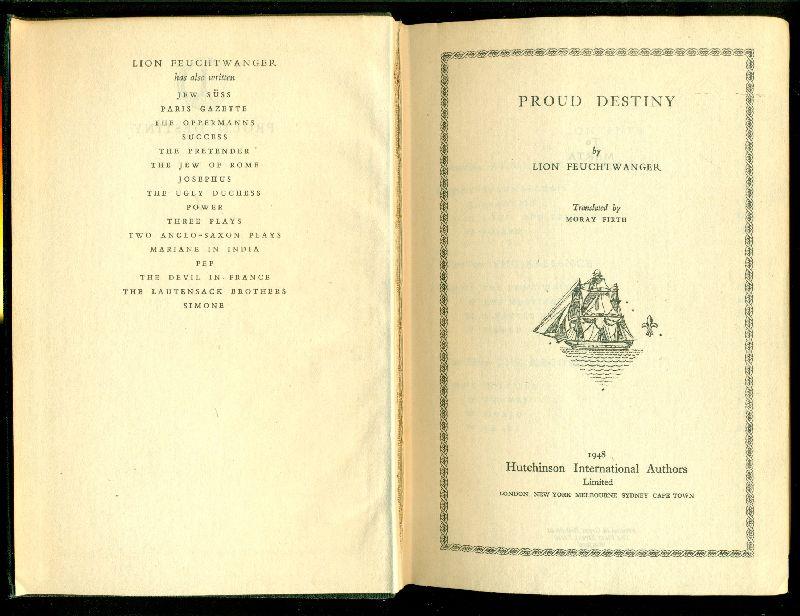 LION FEUCHTWANGER
has also written
JEW SÜSS
PARIS GAZETTE
THE OPPERMANNS
SUCCESS
THE PRETENDER
THE JEW OF ROME
JOSEPHUS
THE UGLY DUCHESS
POWER
THREE PLAYS
TWO ANGLO-SAXON PLAYS
MARIANE IN INDIA
PEP
THE DEVIL IN FRANCE
THE LAUTENSACK BROTHERS
SIMONE
PROUD DESTINY
by
LION FEUCHTWANGER
Translated by
MORAY FIRTH
1948
Hutchinson International Authors
Limited
LONDON NEW YORK MELBOURNE SYDNEY CAPE TOWN